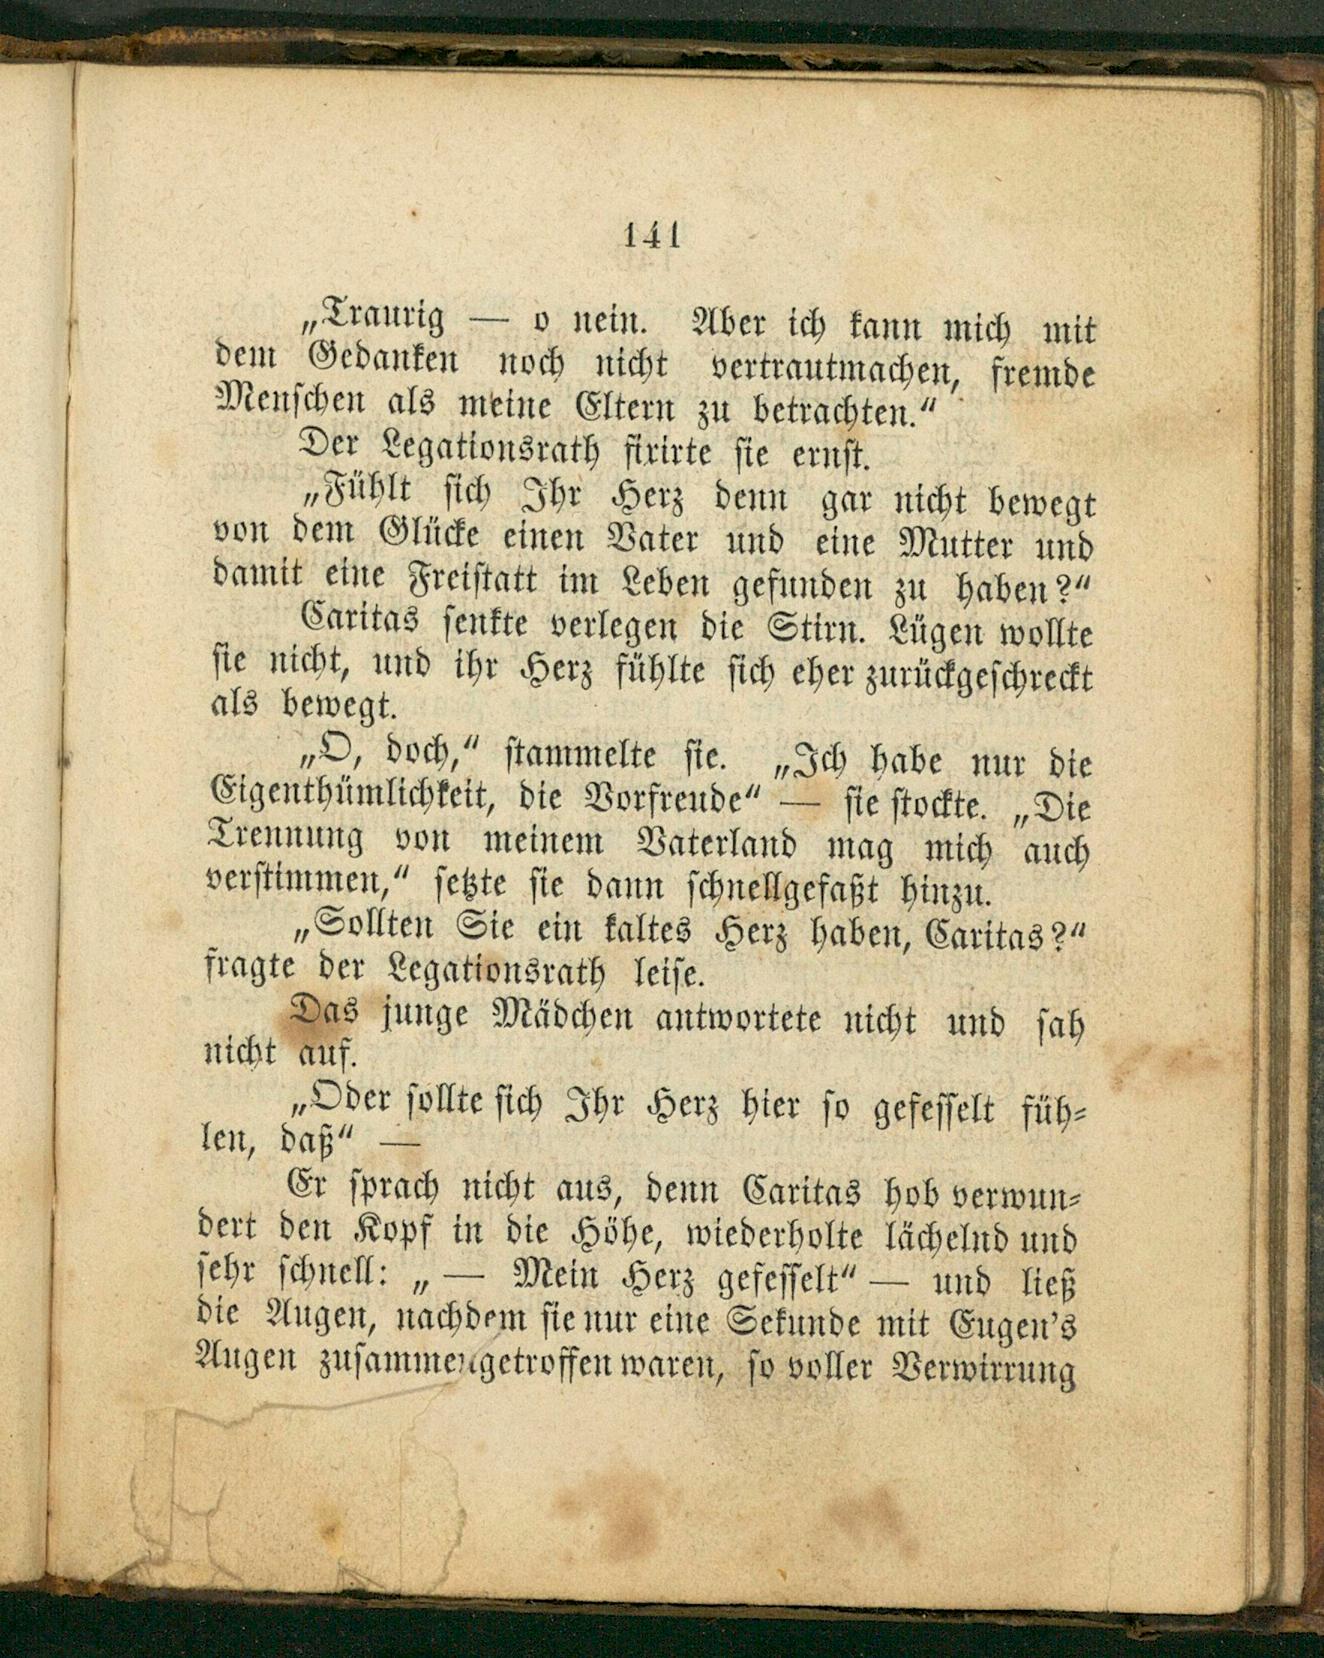 141
„Traurig — o nein. Aber ich kann mich mit
dem Gedanken noch nicht vertrautmachen, fremde
Menschen als meine Eltern zu betrachten.“
Der Legationsrath fixirte sie ernst.
„Fühlt sich Ihr Herz denn gar nicht bewegt
von dem Glücke einen Vater und eine Mutter und
damit eine Freistatt im Leben gefunden zu haben?“
Caritas senkte verlegen die Stirn. Lügen wollte
sie nicht, und ihr Herz fühlte sich eher zurückgeschreckt
als bewegt.
„O, doch,“ stammelte sie. „Ich habe nur die
Eigenthümlichkeit, die Vorfreude“ — sie stockte. „Die
Trennung von meinem Vaterland mag mich auch
verstimmen,“ setzte sie dann schnellgefaßt hinzu.
„Sollten Sie ein kaltes Herz haben, Caritas?“
fragte der Legationsrath leise.
Das junge Mädchen antwortete nicht und sah
nicht auf.
„Oder sollte sich Ihr Herz hier so gefesselt füh-
len, daß“ —
Er sprach nicht aus, denn Caritas hob verwun-
dert den Kopf in die Höhe, wiederholte lächelnd und
sehr schnell: „ — Mein Herz gefesselt“ — und ließ
die Augen, nachdem sie nur eine Sekunde mit Eugen's
Augen zusammengetroffen waren, so voller Verwirrung